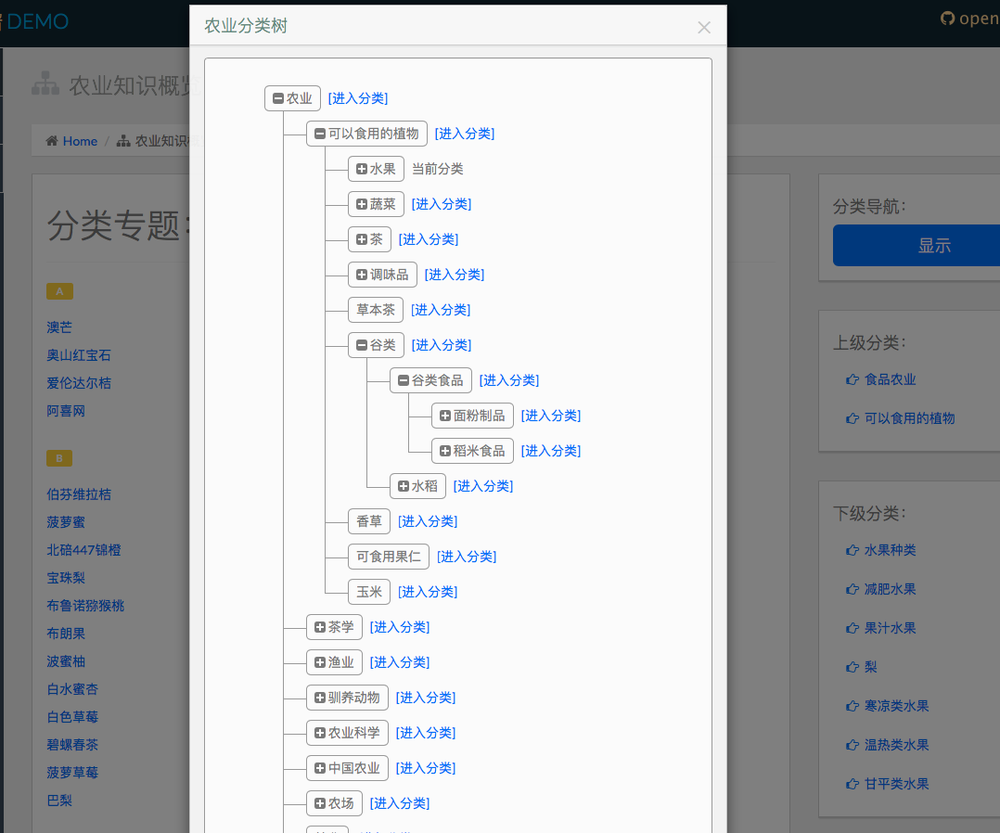 DEMO
open
农业知识概览
Home / 农业知识
分类专题:
A
澳芒
奥山红宝石
爱伦达尔桔
阿喜网
B
伯芬维拉桔
菠萝蜜
北碚447锦橙
宝珠梨
布鲁诺猕猴桃
布朗果
波蜜柚
白水蜜杏
白色草莓
碧螺春茶
菠萝草莓
巴梨
农业分类树
×
农业 [进入分类]
可以食用的植物 [进入分类]
水果 当前分类
蔬菜 [进入分类]
茶 [进入分类]
调味品 [进入分类]
草本茶 [进入分类]
谷类 [进入分类]
谷类食品 [进入分类]
面粉制品 [进入分类]
稻米食品 [进入分类]
水稻 [进入分类]
香草 [进入分类]
可食用果仁 [进入分类]
玉米 [进入分类]
茶学 [进入分类]
渔业 [进入分类]
驯养动物 [进入分类]
农业科学 [进入分类]
中国农业 [进入分类]
农场 [进入分类]
分类导航:
显示
上级分类:
食品农业
可以食用的植物
下级分类:
水果种类
减肥水果
果汁水果
梨
寒凉类水果
温热类水果
甘平类水果